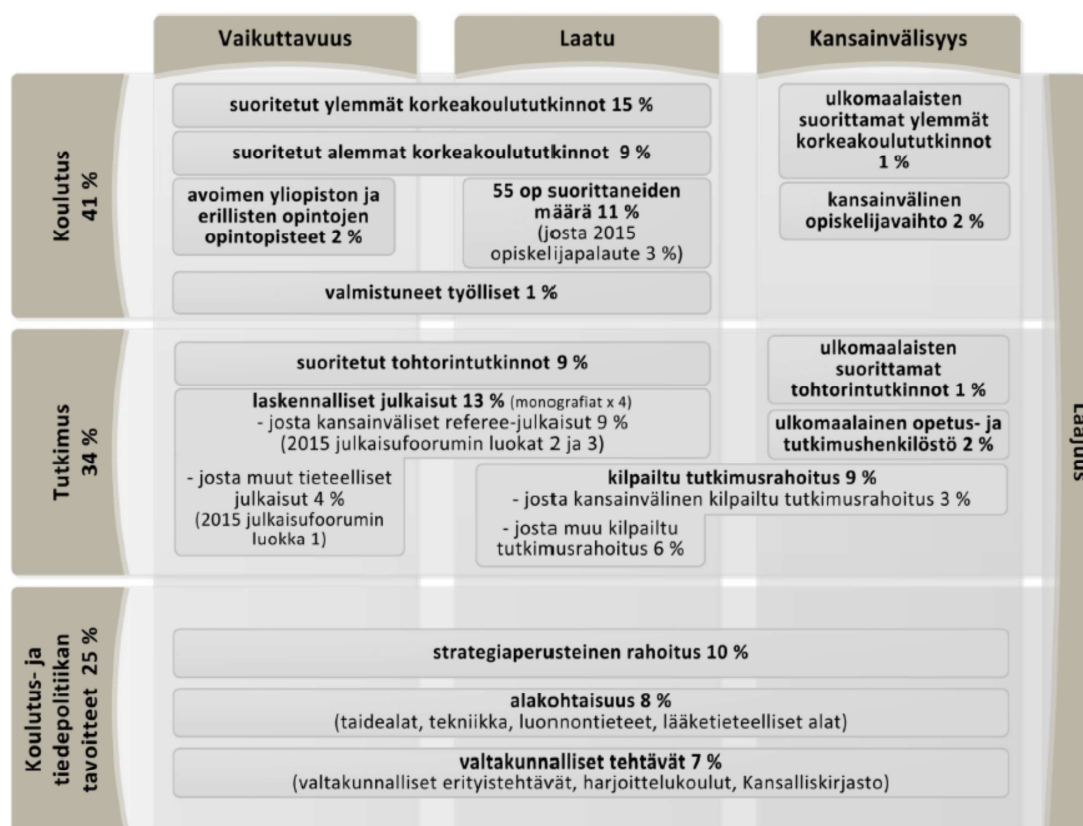 Vaikuttavuus
Laatu
Kansainvälisyys
Koulutus
41 %
suoritetut ylemmät korkeakoulututkinnot 15 %
suoritetut alemmat korkeakoulututkinnot 9 %
avoimen yliopiston ja
erillisten opintojen
opintopisteet 2 %
55 op suorittaneiden
määrä 11 %
(josta 2015
opiskelijapalaute 3 %)
valmistuneet työlliset 1 %
ulkomaalaisten
suorittamat ylemmät
korkeakoulututkinnot
1 %
kansainvälinen
opiskelijavaihto 2 %
Tutkimus
34 %
suoritetut tohtorintutkinnot 9 %
laskennalliset julkaisut 13 % (monografiat x 4)
- josta kansainväliset referee-julkaisut 9 %
(2015 julkaisufoorumin luokat 2 ja 3)
- josta muut tieteelliset
julkaisut 4 %
(2015 julkaisufoorumin
luokka 1)
ulkomaalaisten
suorittamat
tohtorintutkinnot 1 %
ulkomaalainen opetus- ja
tutkimushenkilöstö 2 %
kilpailtu tutkimusrahoitus 9 %
- josta kansainvälinen kilpailtu tutkimusrahoitus 3 %
- josta muu kilpailtu
tutkimusrahoitus 6 %
Koulutus- ja
tiedepolitiikan
tavoitteet 25 %
strategiaperusteinen rahoitus 10 %
alakohtaisuus 8 %
(taidealat, tekniikka, luonnontieteet, lääketieteelliset alat)
valtakunnalliset tehtävät 7 %
(valtakunnalliset erityistehtävät, harjoittelukoulut, Kansalliskirjasto)
Laajuus